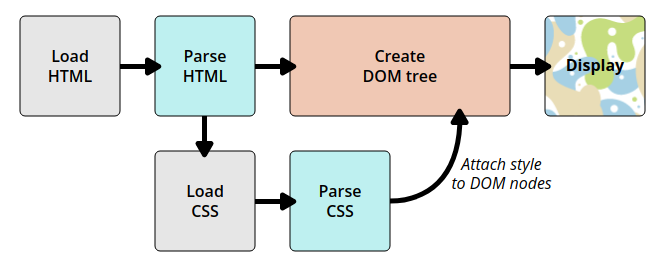 Load
HTML
Parse
HTML
Create
DOM tree
Display
Load
CSS
Parse
CSS
Attach style
to DOM nodes